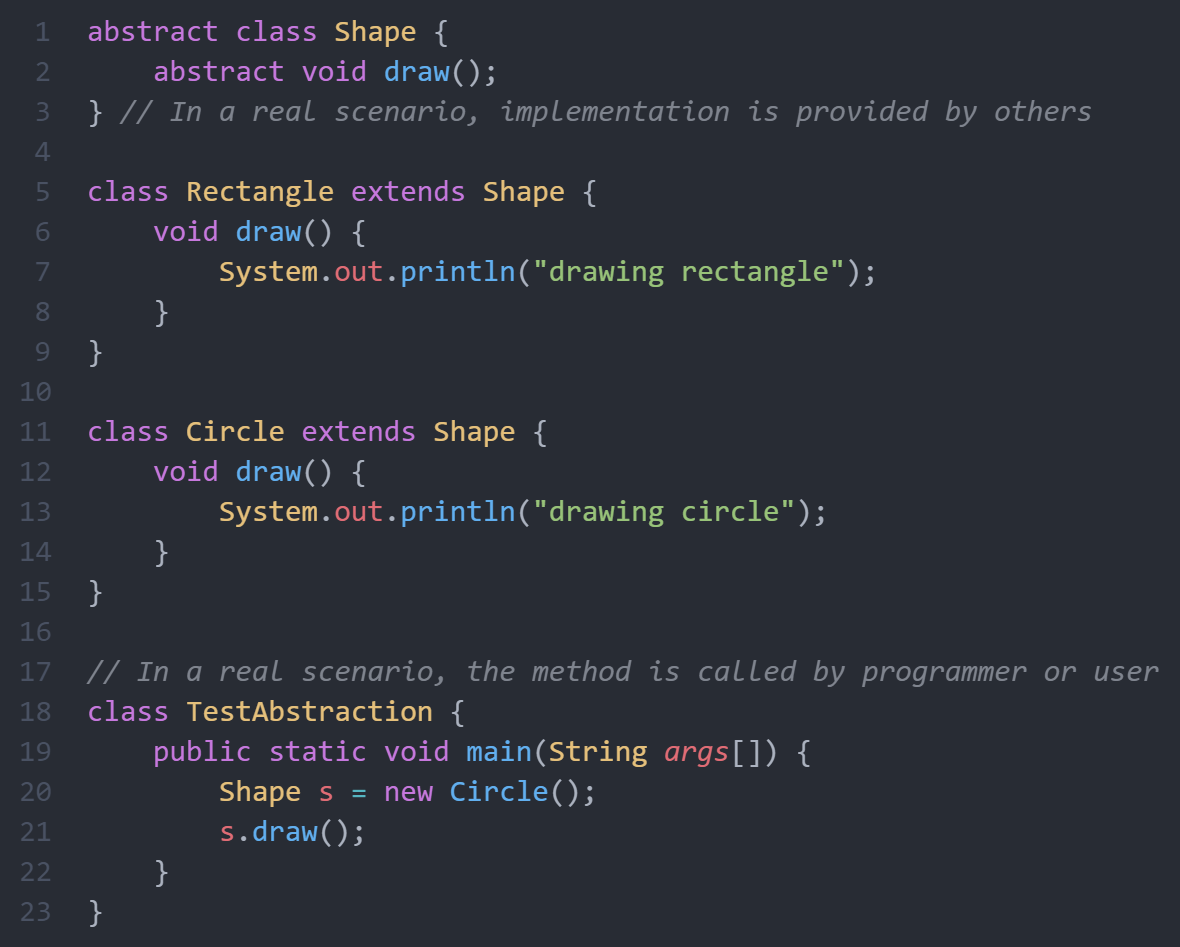 1 abstract class Shape {
2     abstract void draw();
3 } // In a real scenario, implementation is provided by others
4
5 class Rectangle extends Shape {
6     void draw() {
7         System.out.println("drawing rectangle");
8     }
9 }
10
11 class Circle extends Shape {
12     void draw() {
13         System.out.println("drawing circle");
14     }
15 }
16
17 // In a real scenario, the method is called by programmer or user
18 class TestAbstraction {
19     public static void main(String args[]) {
20         Shape s = new Circle();
21         s.draw();
22     }
23 }